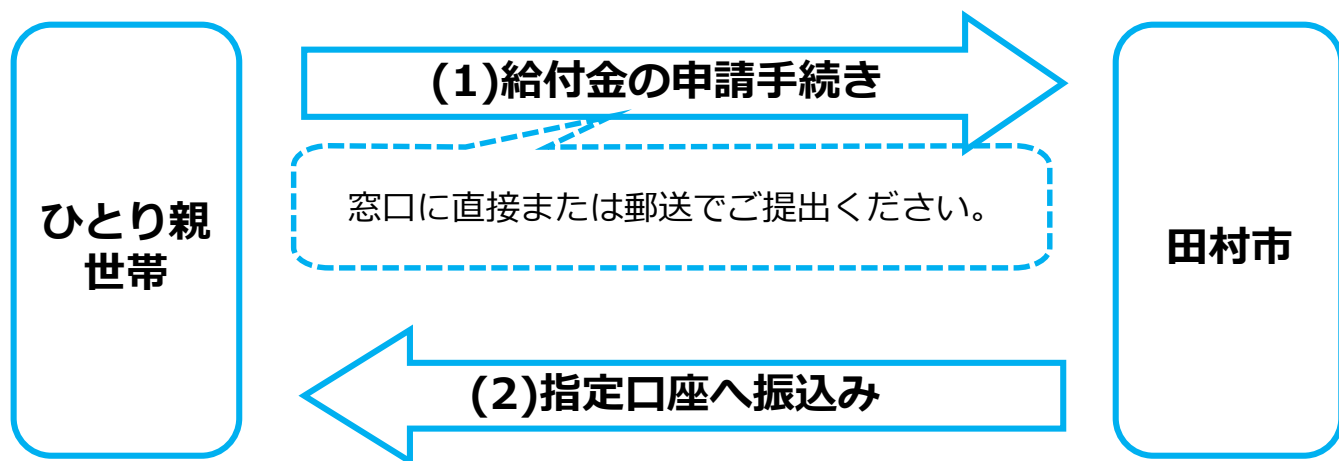 (1)給付金の申請手続き
窓口に直接または郵送でご提出ください。
ひとり親
世帯
田村市
(2)指定口座へ振込み